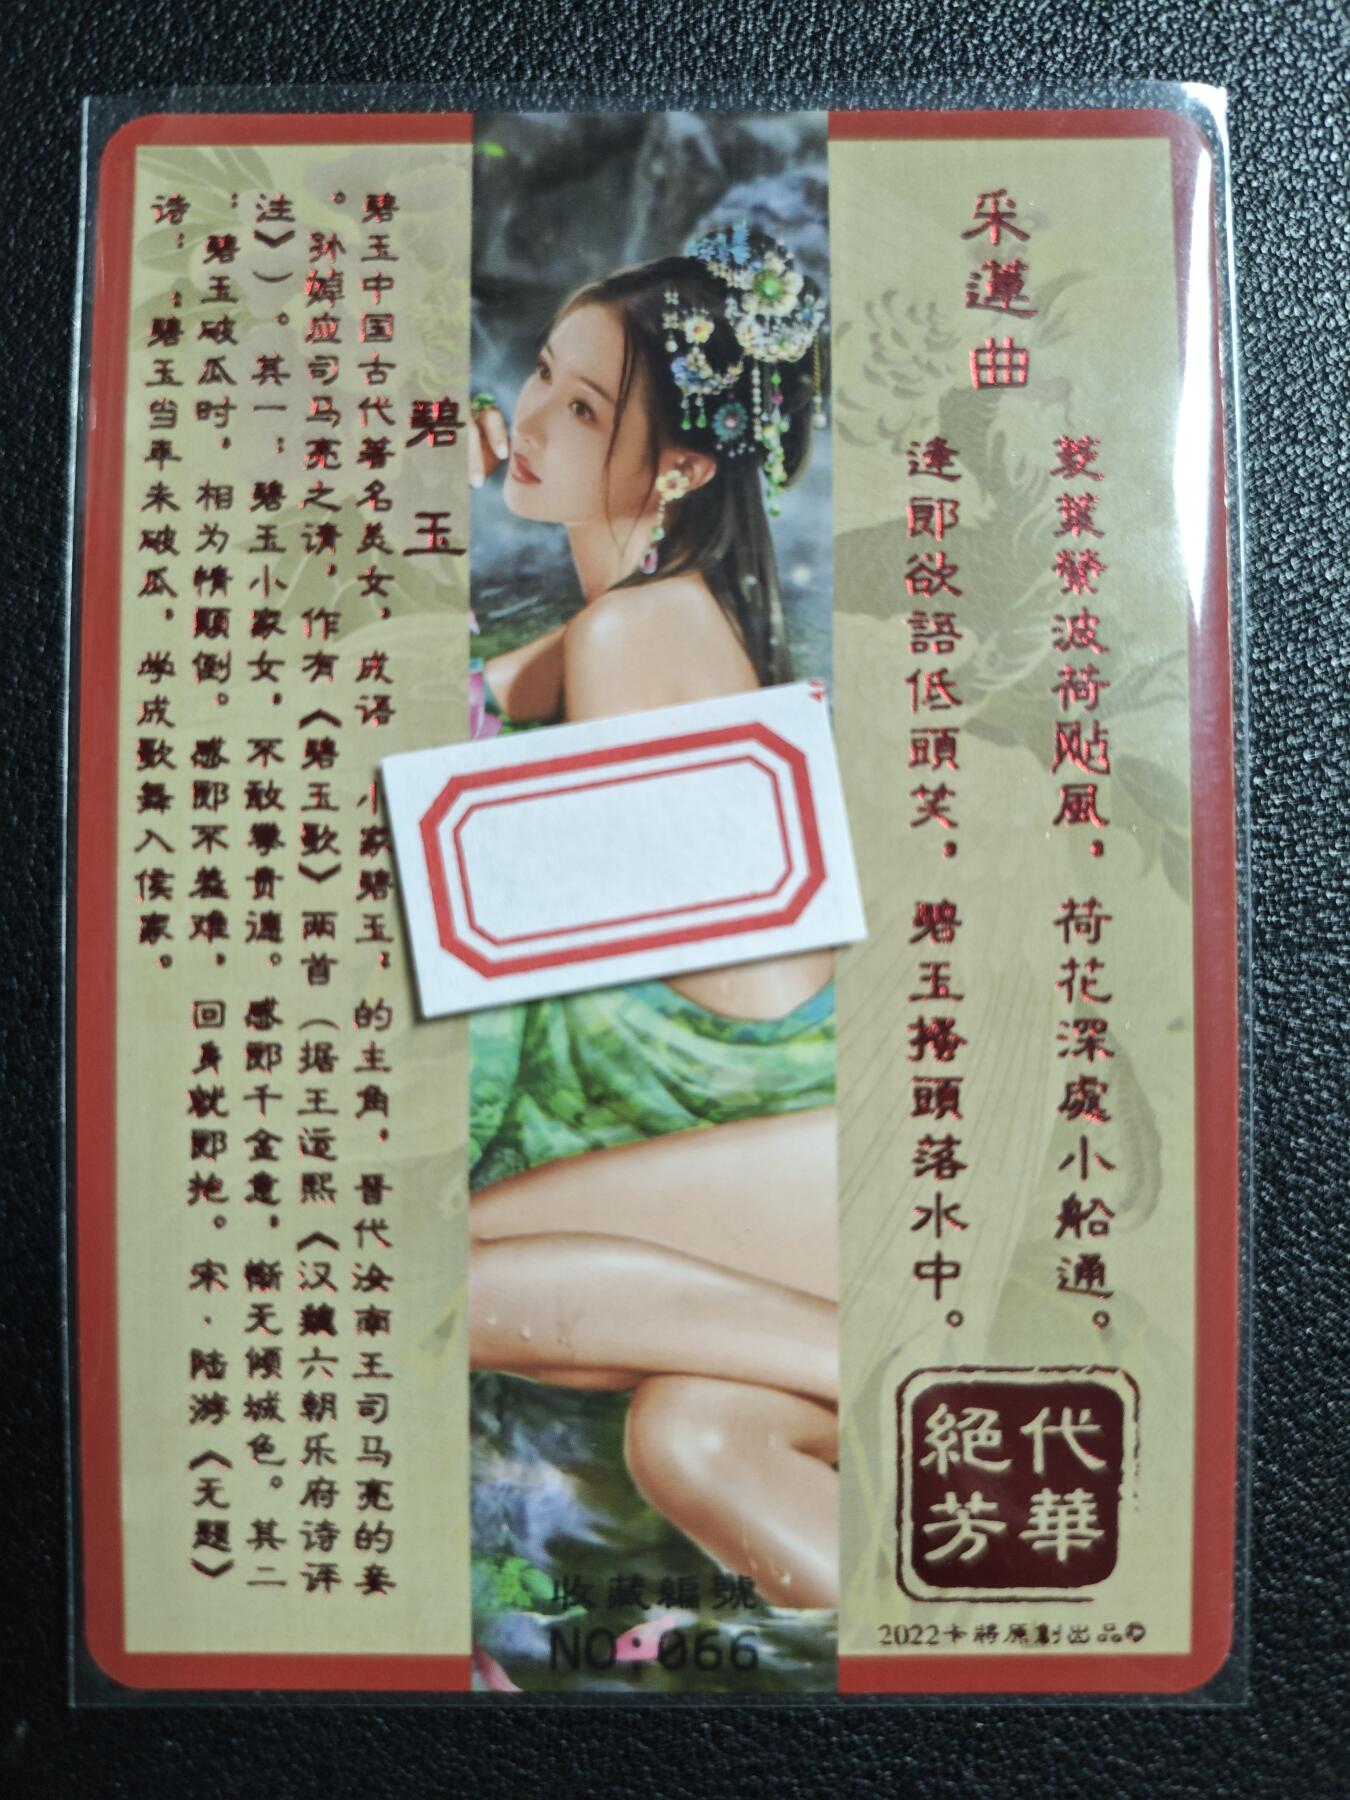 采蓮曲
菱葉縈波荷飐風，荷花深處小船通。
逢郎欲語低頭笑，碧玉搔頭落水中。
絕代
芳華
2022卡將原創出品©
收藏編號
NO:066
碧玉
碧玉中国古代著名美女，成语 小家碧玉；的主角，晋代汝南王司马亮的妾
。孙婥应司马亮之请，作有《碧玉歌》两首（据王运熙《汉魏六朝乐府诗评
注》）。其一：碧玉小家女，不敢攀贵德。感郎千金意，惭无倾城色。其二
：碧玉破瓜时，相为情颠倒。感郎不羞难，回身就郎抱。宋·陆游《无题》
诗：：碧玉当年未破瓜，学成歌舞入侯家。